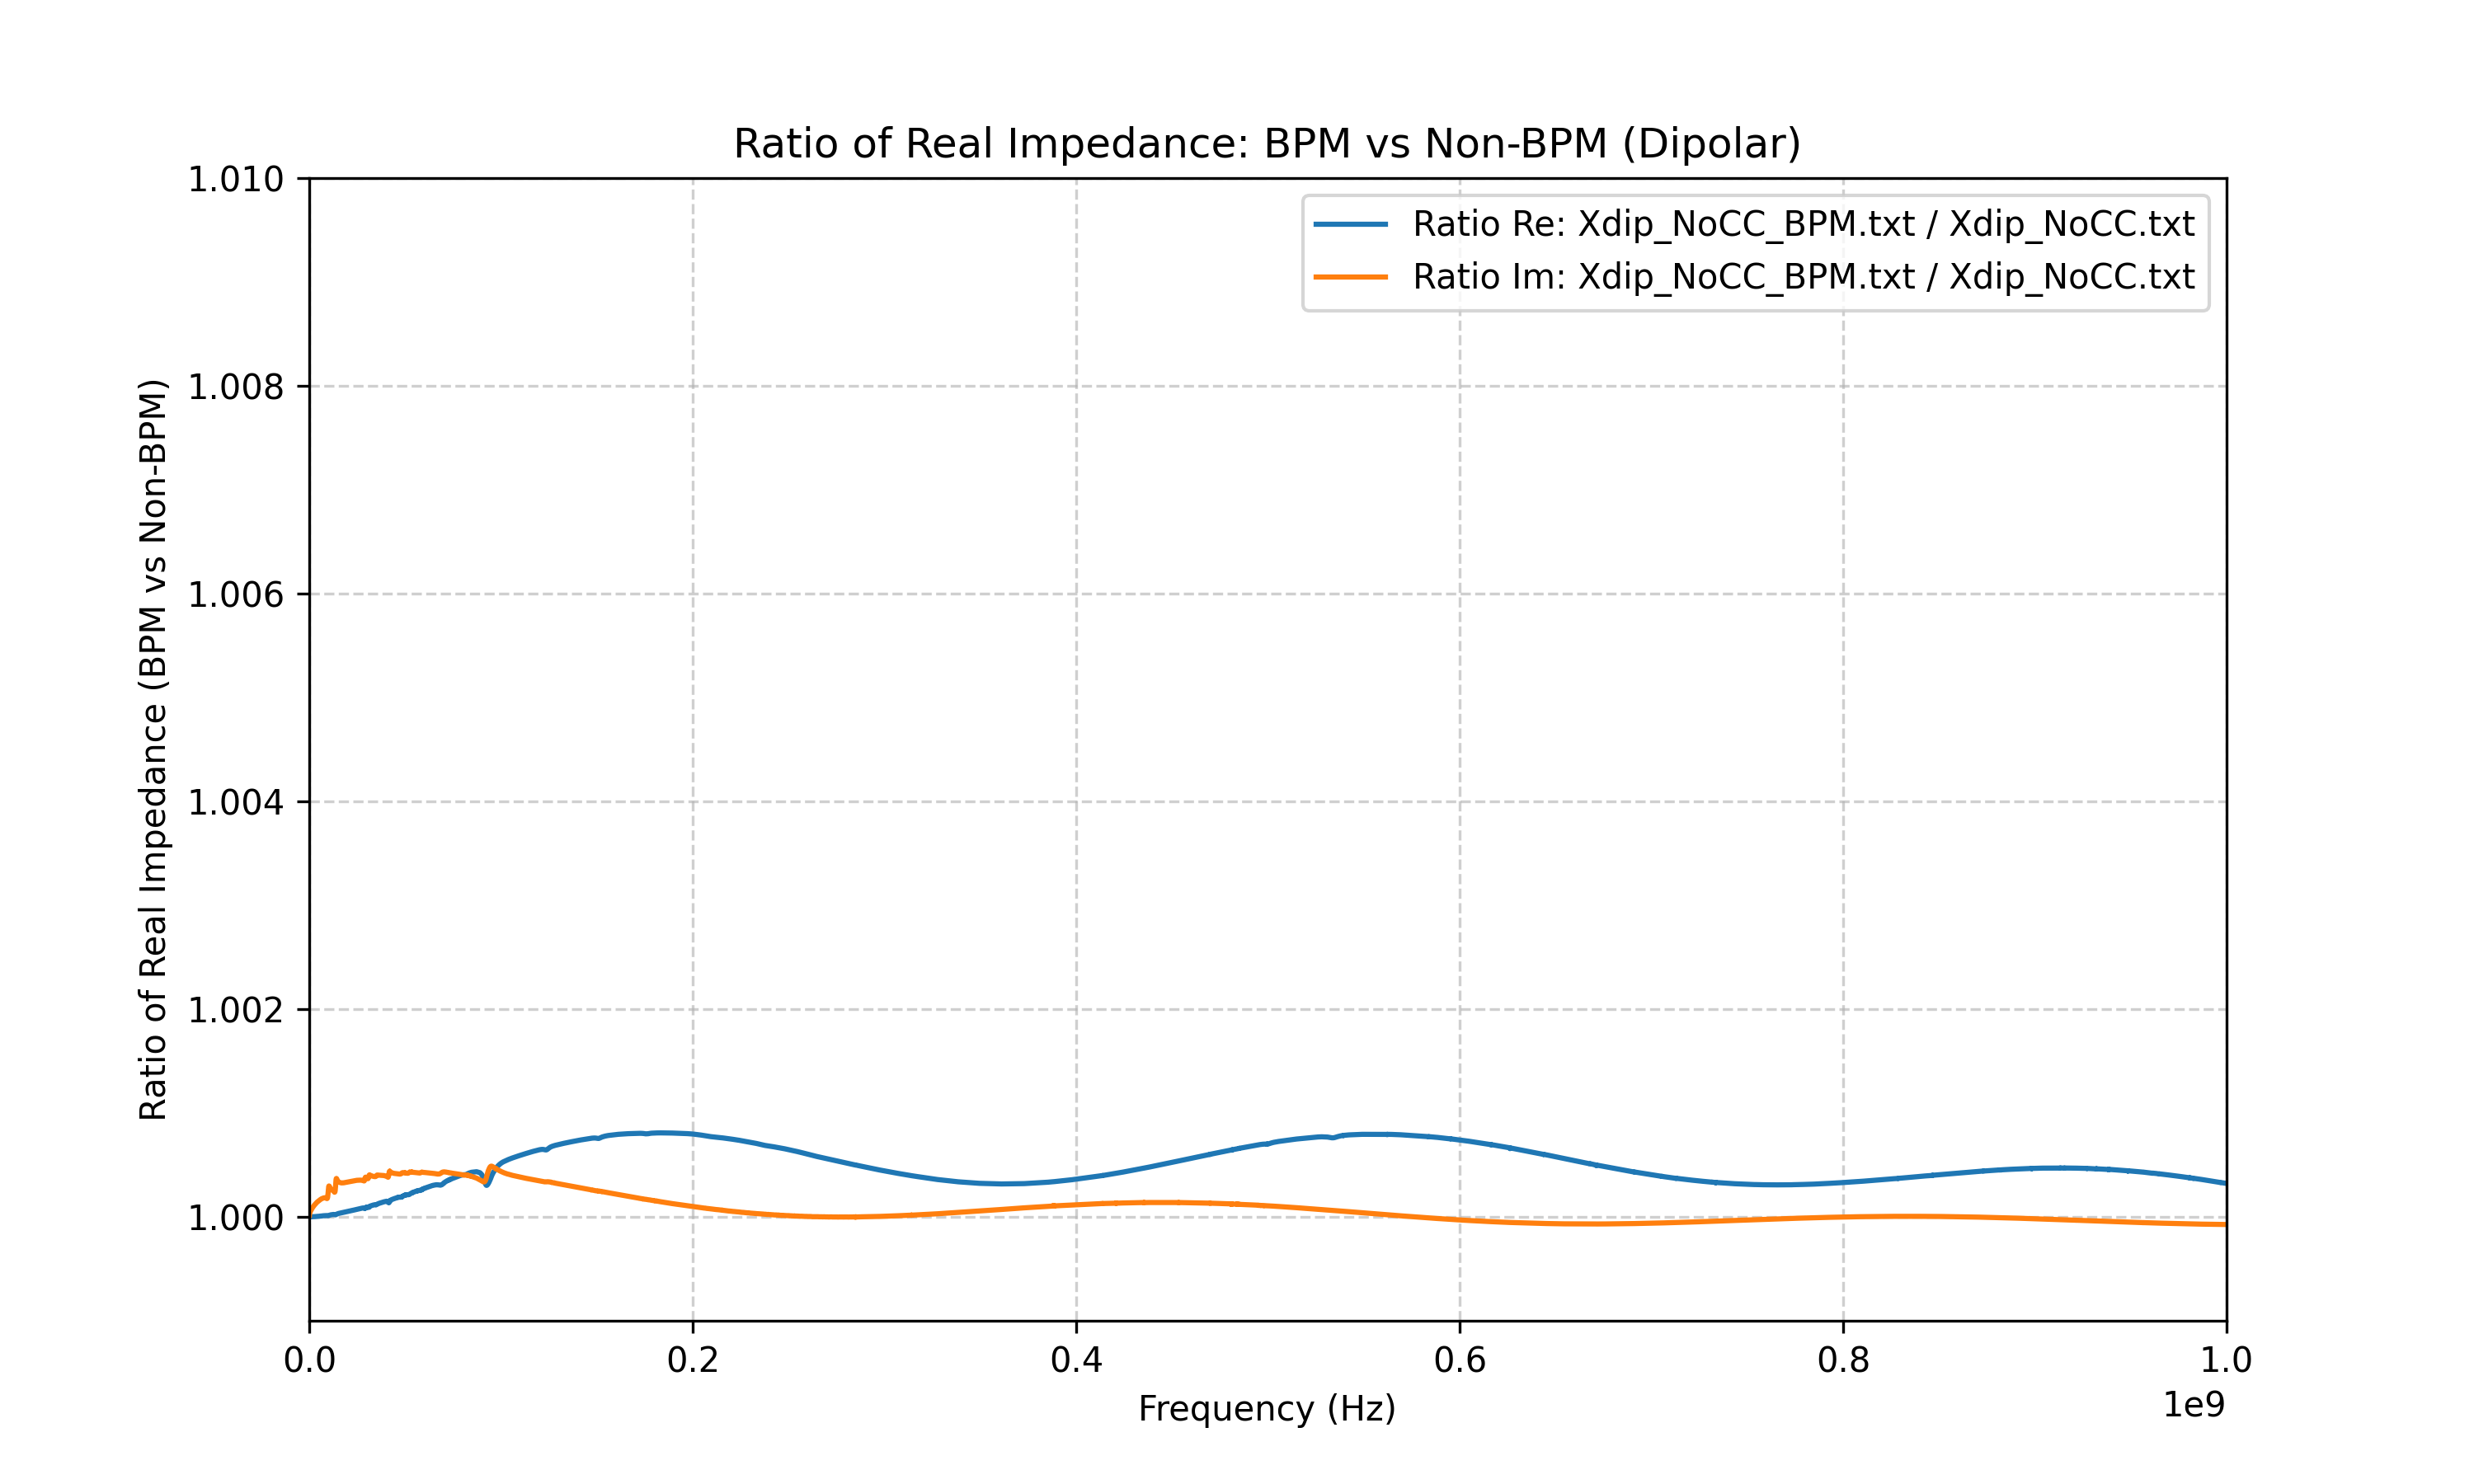 Ratio of Real Impedance: BPM vs Non-BPM (Dipolar)
Ratio Re: Xdip_NoCC_BPM.txt / Xdip_NoCC.txt
Ratio Im: Xdip_NoCC_BPM.txt / Xdip_NoCC.txt
Ratio of Real Impedance (BPM vs Non-BPM)
1.010
1.008
1.006
1.004
1.002
1.000
0.0 0.2 0.4 0.6 0.8 1.0
1e9
Frequency (Hz)